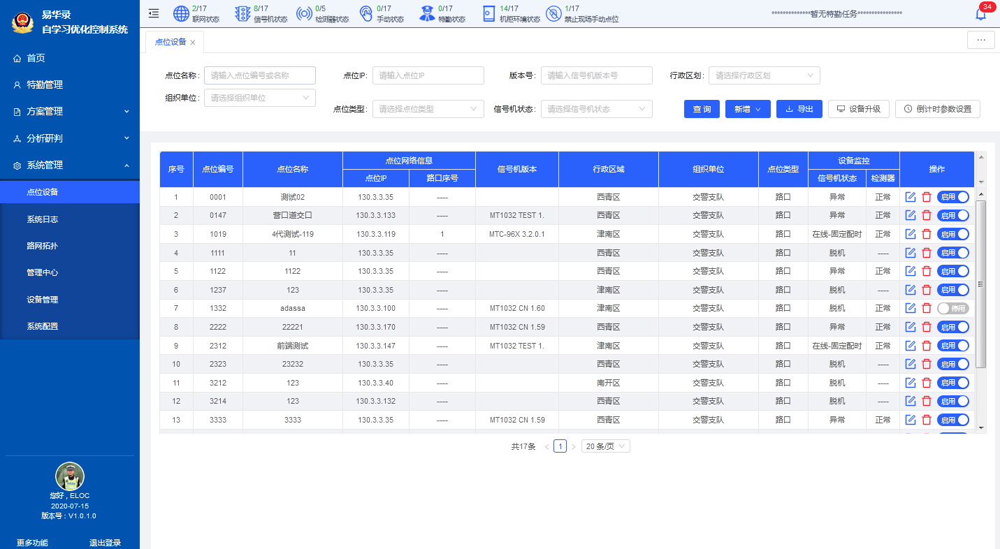 易华录
自学习优化控制系统
首页
特勤管理
方案管理
分析研判
系统管理
点位设备
系统日志
路网拓扑
管理中心
设备管理
系统配置
您好 , ELOC
2020-07-15
版本号 : V1.0.1.0
更多功能 退出登录
2/17 联网状态
8/17 信号机状态
0/5 检测器状态
0/17 手动状态
0/17 特勤状态
14/17 机柜环境状态
1/17 禁止现场手动点位
**************暂无特勤任务****************
34
点位设备 ×
···
点位名称: 请输入点位编号或名称 点位IP: 请输入点位IP 版本号: 请输入信号机版本号 行政区划: 请选择行政区划
组织单位: 请选择组织单位 点位类型: 请选择点位类型 信号机状态: 请选择信号机状态 查 询 新增 导出 设备升级 倒计时参数设置
序号 点位编号 点位名称 点位网络信息 信号机版本 行政区域 组织单位 点位类型 设备监控 操作
点位IP 路口序号 信号机状态 检测器
1 0001 测试02 130.3.3.35 ---- 西青区 交警支队 路口 异常 正常 启用
2 0147 营口道交口 130.3.3.133 ---- MT1032 TEST 1. 西青区 交警支队 路口 异常 正常 启用
3 1019 4代测试-119 130.3.3.119 1 MTC-96X 3.2.0.1 津南区 交警支队 路口 在线-固定配时 正常 启用
4 1111 11 130.3.3.35 ---- 西青区 交警支队 路口 脱机 ---- 启用
5 1122 1122 130.3.3.35 ---- 西青区 交警支队 路口 异常 正常 启用
6 1237 123 130.3.3.35 ---- 津南区 交警支队 路口 脱机 ---- 启用
7 1332 adassa 130.3.3.100 ---- MT1032 CN 1.60 津南区 交警支队 路口 脱机 正常 停用
8 2222 22221 130.3.3.170 ---- MT1032 CN 1.59 西青区 交警支队 路口 异常 正常 启用
9 2312 前端测试 130.3.3.147 ---- MT1032 TEST 1. 津南区 交警支队 路口 在线-固定配时 正常 启用
10 2323 23232 130.3.3.35 ---- 西青区 交警支队 路口 脱机 ---- 启用
11 3212 123 130.3.3.40 ---- 南开区 交警支队 路口 脱机 ---- 启用
12 3214 123 130.3.3.132 ---- 西青区 交警支队 路口 脱机 ---- 启用
13 3333 3333 130.3.3.35 ---- MT1032 CN 1.59 西青区 交警支队 路口 异常 正常 启用
共17条 < 1 > 20 条/页